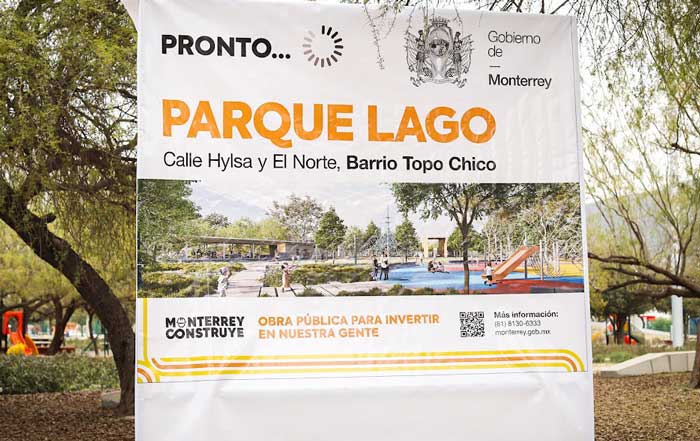 PRONTO...
Gobierno
de
Monterrey
PARQUE LAGO
Calle Hylsa y El Norte, Barrio Topo Chico
MONTERREY
CONSTRUYE
OBRA PÚBLICA PARA INVERTIR
EN NUESTRA GENTE
Más información:
(81) 8130-6333
monterrey.gob.mx